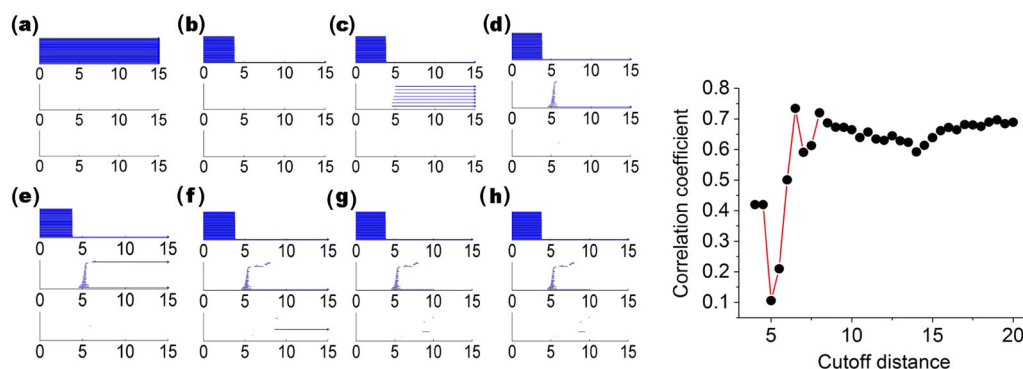 (a) (b) (c) (d)
0 5 10 15 0 5 10 15 0 5 10 15 0 5 10 15
0 5 10 15 0 5 10 15 0 5 10 15 0 5 10 15
0 5 10 15 0 5 10 15 0 5 10 15 0 5 10 15
(e) (f) (g) (h)
0 5 10 15 0 5 10 15 0 5 10 15 0 5 10 15
0 5 10 15 0 5 10 15 0 5 10 15 0 5 10 15
0 5 10 15 0 5 10 15 0 5 10 15 0 5 10 15
Correlation coefficient
0.8
0.7
0.6
0.5
0.4
0.3
0.2
0.1
5 10 15 20
Cutoff distance